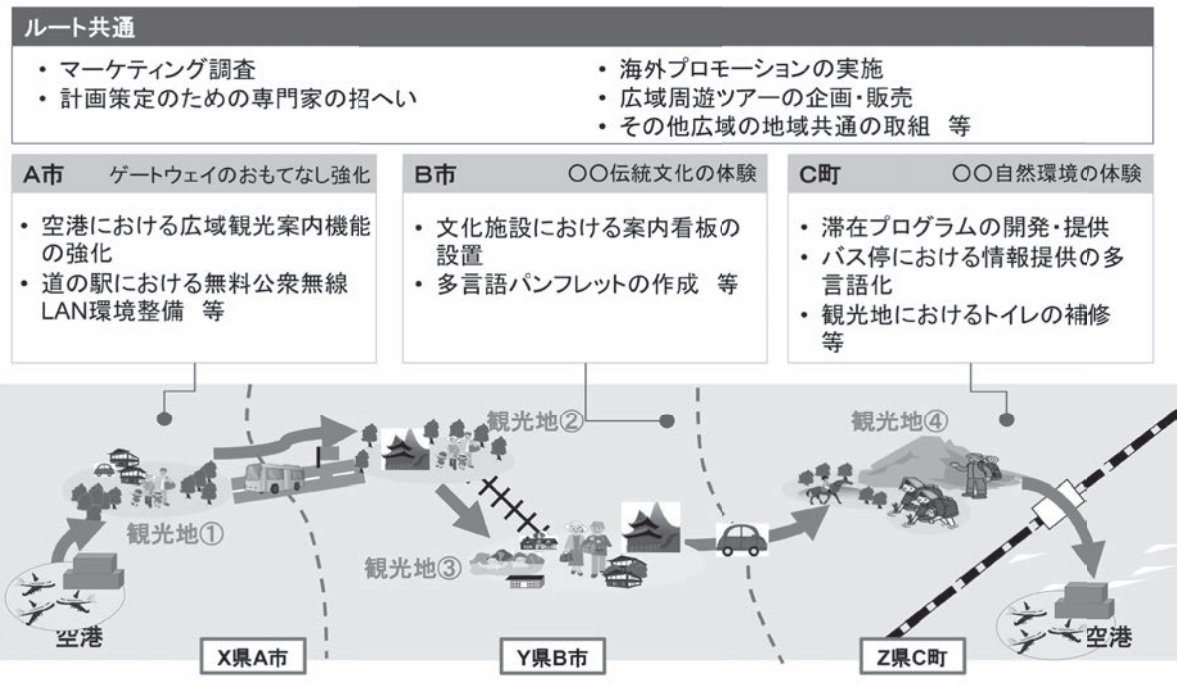 ルート共通
・ マーケティング調査
・ 計画策定のための専門家の招へい
・ 海外プロモーションの実施
・ 広域周遊ツアーの企画・販売
・ その他広域の地域共通の取組 等
A市 ゲートウェイのおもてなし強化
・ 空港における広域観光案内機能
の強化
・ 道の駅における無料公衆無線
LAN環境整備 等
B市 〇〇伝統文化の体験
・ 文化施設における案内看板の
設置
・ 多言語パンフレットの作成 等
C町 〇〇自然環境の体験
・ 滞在プログラムの開発・提供
・ バス停における情報提供の多
言語化
・ 観光地におけるトイレの補修
等
観光地②
観光地④
観光地①
観光地③
空港
空港
X県A市
Y県B市
Z県C町